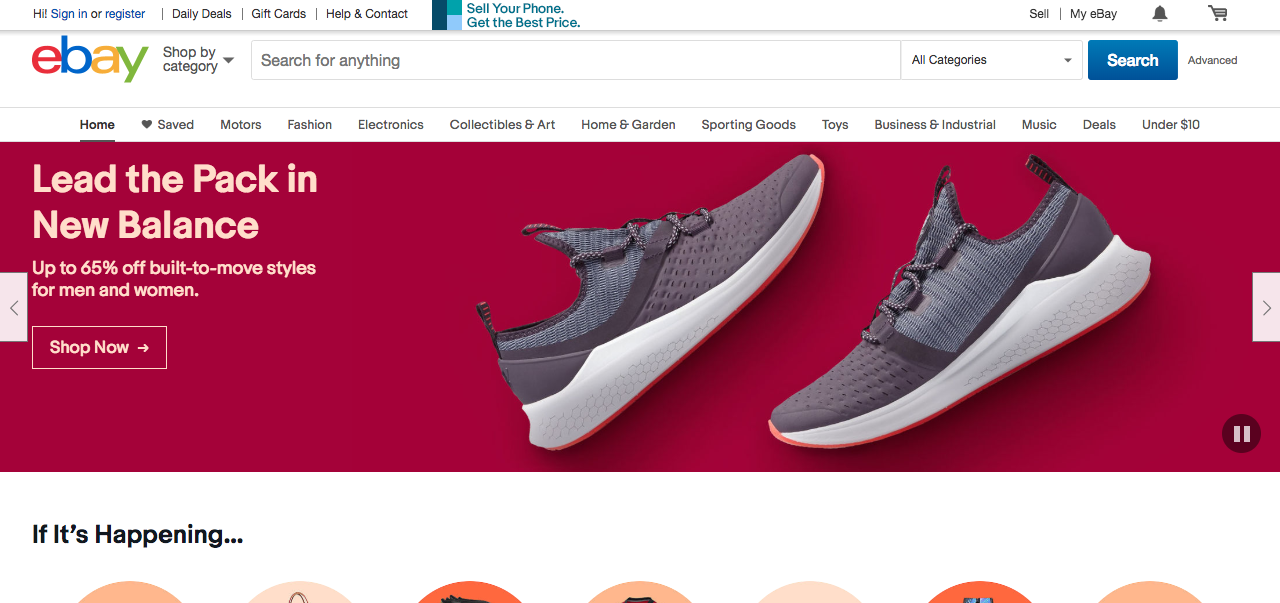 Hi! Sign in or register
Daily Deals
Gift Cards
Help & Contact
Sell Your Phone.
Get the Best Price.
Sell
My eBay
ebay
Shop by
category
Search for anything
All Categories
Search
Advanced
Home
Saved
Motors
Fashion
Electronics
Collectibles & Art
Home & Garden
Sporting Goods
Toys
Business & Industrial
Music
Deals
Under $10
Lead the Pack in
New Balance
Up to 65% off built-to-move styles
for men and women.
Shop Now →
If It's Happening...